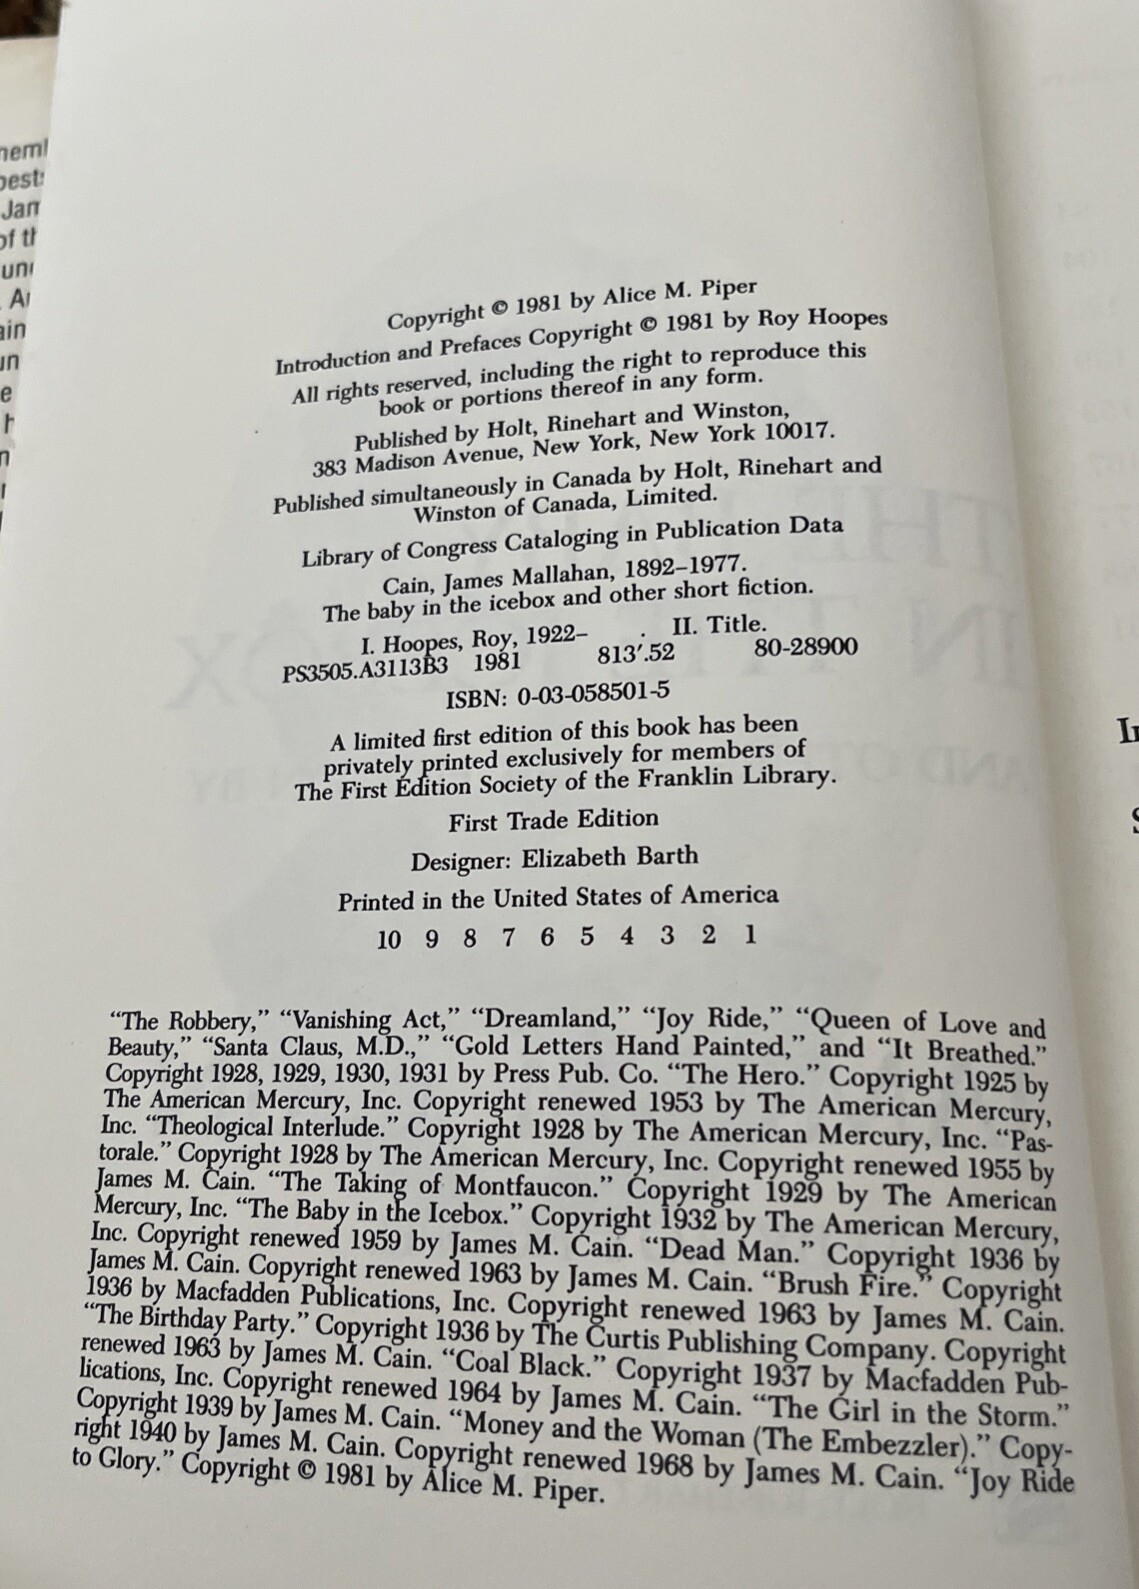 Copyright © 1981 by Alice M. Piper
Introduction and Prefaces Copyright © 1981 by Roy Hoopes
All rights reserved, including the right to reproduce this
book or portions thereof in any form.
Published by Holt, Rinehart and Winston,
383 Madison Avenue, New York, New York 10017.
Published simultaneously in Canada by Holt, Rinehart and
Winston of Canada, Limited.
Library of Congress Cataloging in Publication Data
Cain, James Mallahan, 1892–1977.
The baby in the icebox and other short fiction.
I. Hoopes, Roy, 1922– . II. Title.
PS3505.A3113B3 1981 813′.52 80-28900
ISBN: 0-03-058501-5
A limited first edition of this book has been
privately printed exclusively for members of
The First Edition Society of the Franklin Library.
First Trade Edition
Designer: Elizabeth Barth
Printed in the United States of America
10 9 8 7 6 5 4 3 2 1
“The Robbery,” “Vanishing Act,” “Dreamland,” “Joy Ride,” “Queen of Love and
Beauty,” “Santa Claus, M.D.,” “Gold Letters Hand Painted,” and “It Breathed.”
Copyright 1928, 1929, 1930, 1931 by Press Pub. Co. “The Hero.” Copyright 1925 by
The American Mercury, Inc. Copyright renewed 1953 by The American Mercury,
Inc. “Theological Interlude.” Copyright 1928 by The American Mercury, Inc. “Pas-
torale.” Copyright 1928 by The American Mercury, Inc. Copyright renewed 1955 by
James M. Cain. “The Taking of Montfaucon.” Copyright 1929 by The American
Mercury, Inc. “The Baby in the Icebox.” Copyright 1932 by The American Mercury,
Inc. Copyright renewed 1959 by James M. Cain. “Dead Man.” Copyright 1936 by
James M. Cain. Copyright renewed 1963 by James M. Cain. “Brush Fire.” Copyright
1936 by Macfadden Publications, Inc. Copyright renewed 1963 by James M. Cain.
“The Birthday Party.” Copyright 1936 by The Curtis Publishing Company. Copyright
renewed 1963 by James M. Cain. “Coal Black.” Copyright 1937 by Macfadden Pub-
lications, Inc. Copyright renewed 1964 by James M. Cain. “The Girl in the Storm.”
Copyright 1939 by James M. Cain. “Money and the Woman (The Embezzler).” Copy-
right 1940 by James M. Cain. Copyright renewed 1968 by James M. Cain. “Joy Ride
to Glory.” Copyright © 1981 by Alice M. Piper.